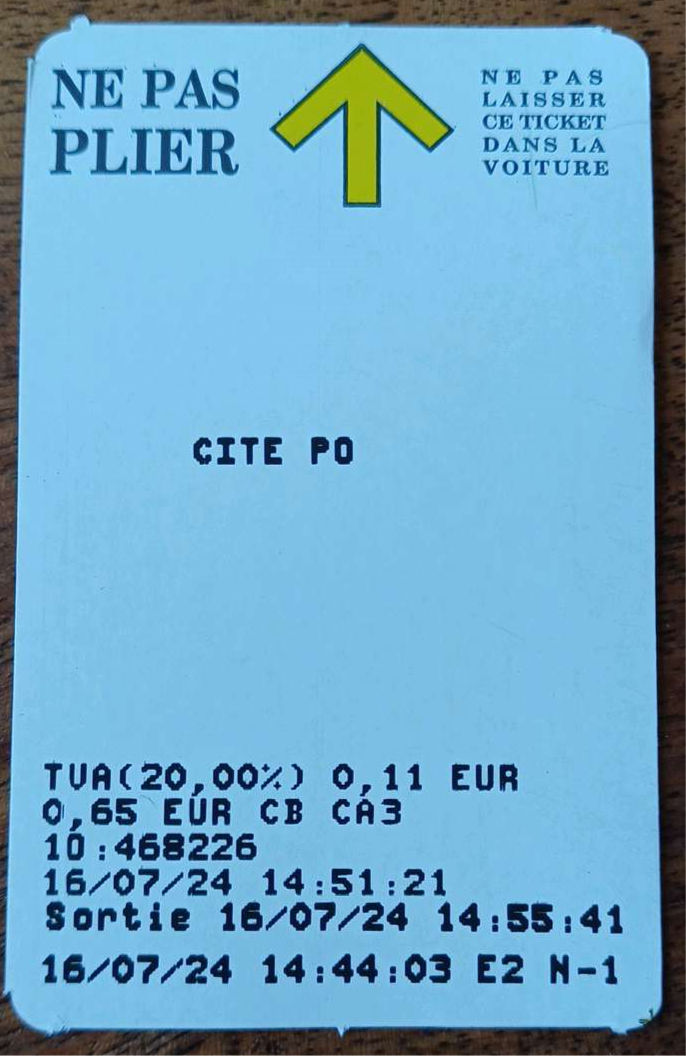 NE PAS
PLIER
NE PAS
LAISSER
CE TICKET
DANS LA
VOITURE
CITE PO
TVA(20,00%) 0,11 EUR
0,65 EUR CB CA3
10:468226
16/07/24 14:51:21
Sortie 16/07/24 14:55:41
16/07/24 14:44:03 E2 N-1